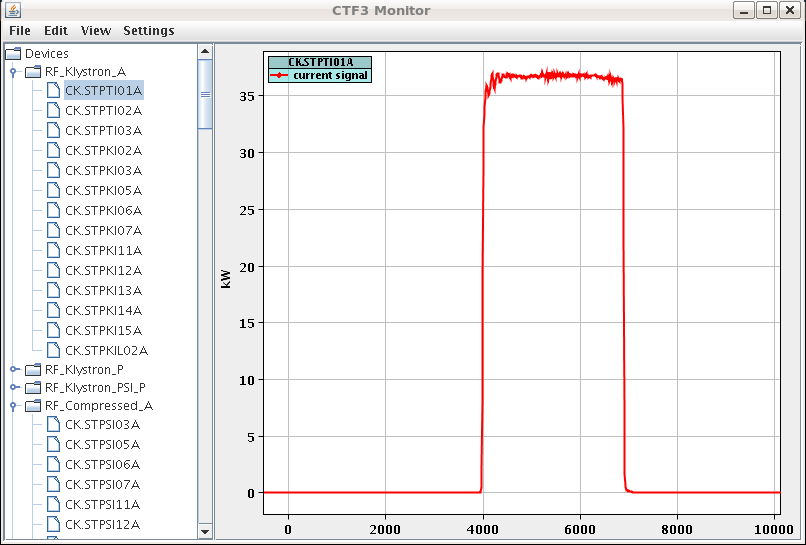 CTF3 Monitor
File Edit View Settings
Devices
RF_Klystron_A
CK.STPTI01A
CK.STPTI02A
CK.STPTI03A
CK.STPKI02A
CK.STPKI03A
CK.STPKI05A
CK.STPKI06A
CK.STPKI07A
CK.STPKI11A
CK.STPKI12A
CK.STPKI13A
CK.STPKI14A
CK.STPKI15A
CK.STPKIL02A
RF_Klystron_P
RF_Klystron_PSI_P
RF_Compressed_A
CK.STPSI03A
CK.STPSI05A
CK.STPSI06A
CK.STPSI07A
CK.STPSI11A
CK.STPSI12A
CK.STPTI01A
current signal
kW
35
30
25
20
15
10
5
0
0 2000 4000 6000 8000 10000